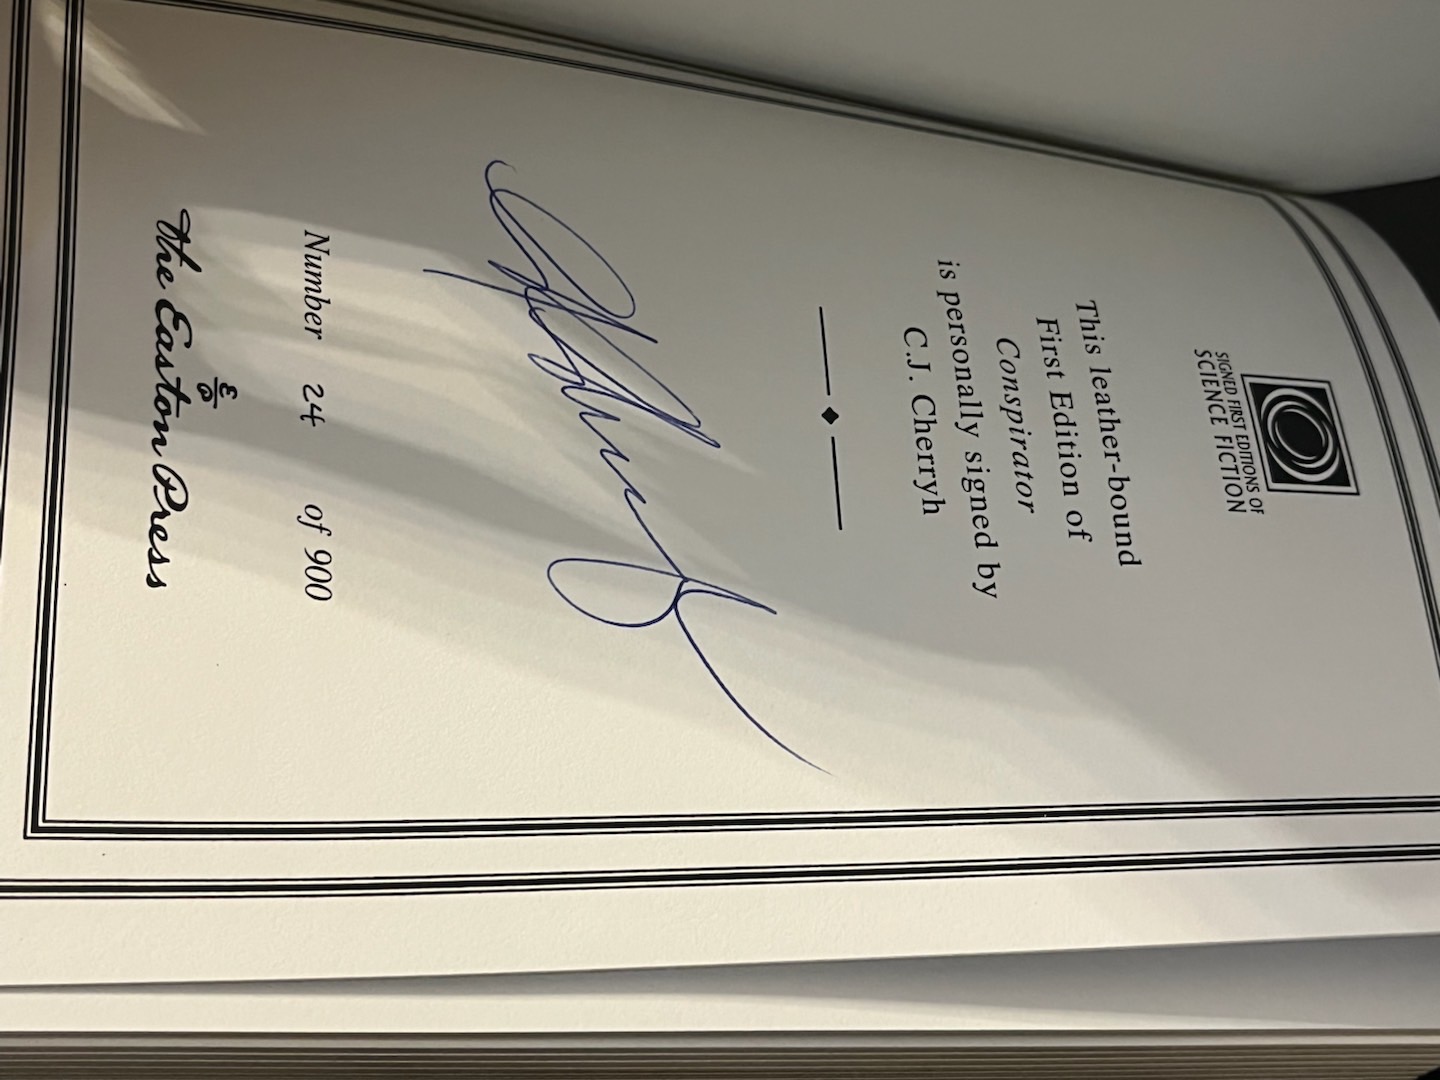 SIGNED FIRST EDITIONS OF
SCIENCE FICTION
This leather-bound
First Edition of
Conspirator
is personally signed by
C.J. Cherryh
Number 24 of 900
The Easton Press